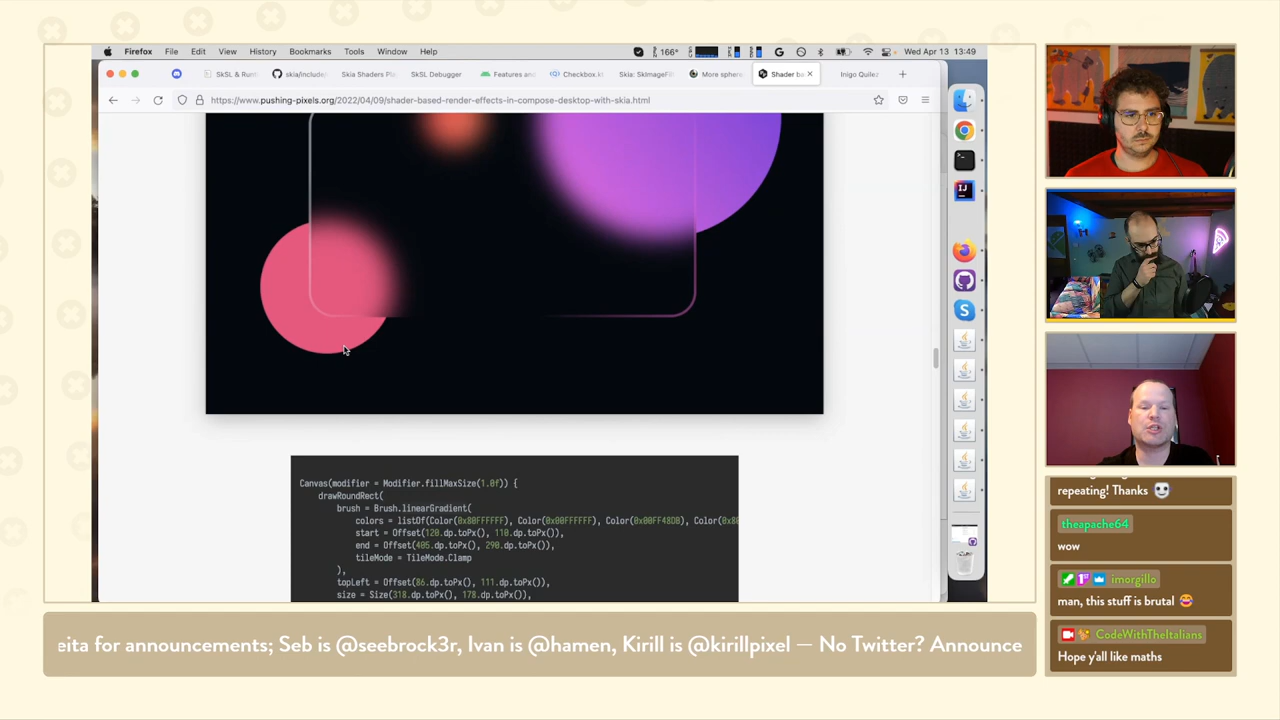 Firefox File Edit View History Bookmarks Tools Window Help
166° Wed Apr 13 13:49
SkSL & Runt skia/include/ Skia Shaders Pla SkSL Debugger Features and Checkbox.kt Skia: SkImageFil More sphere Shader ba Inigo Quilez
https://www.pushing-pixels.org/2022/04/09/shader-based-render-effects-in-compose-desktop-with-skia.html
Canvas(modifier = Modifier.fillMaxSize(1.0f)) {
drawRoundRect(
brush = Brush.linearGradient(
colors = listOf(Color(0x80FFFFFF), Color(0x00FFFFFF), Color(0x00FF48DB), Color(0x8
start = Offset(120.dp.toPx(), 110.dp.toPx()),
end = Offset(405.dp.toPx(), 290.dp.toPx()),
tileMode = TileMode.Clamp
),
topLeft = Offset(86.dp.toPx(), 111.dp.toPx()),
size = Size(318.dp.toPx(), 178.dp.toPx()),
repeating! Thanks
theapache64
wow
imorgillo
man, this stuff is brutal
CodeWithTheItalians
Hope y'all like maths
eita for announcements; Seb is @seebrock3r, Ivan is @hamen, Kirill is @kirillpixel — No Twitter? Announce